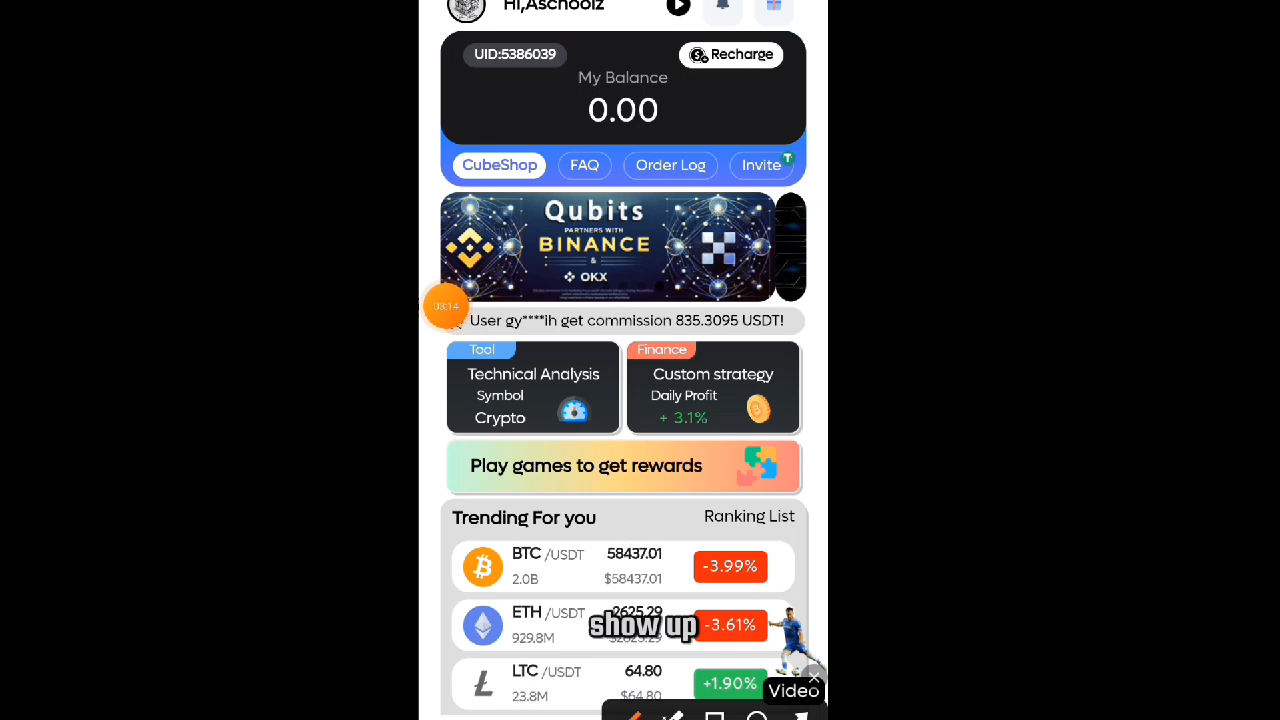 Hi,Aschoolz
UID:5386039
Recharge
My Balance
0.00
CubeShop FAQ Order Log Invite T
Qubits
PARTNERS WITH
BINANCE
&
OKX
03:14
User gy****ih get commission 835.3095 USDT!
Tool
Technical Analysis
Symbol
Crypto
Finance
Custom strategy
Daily Profit
+ 3.1%
Play games to get rewards
Trending For you Ranking List
BTC /USDT 58437.01 -3.99%
2.0B $58437.01
ETH /USDT 2625.29 -3.61%
929.8M
show up
LTC /USDT 64.80 +1.90%
23.8M $64.80
Video